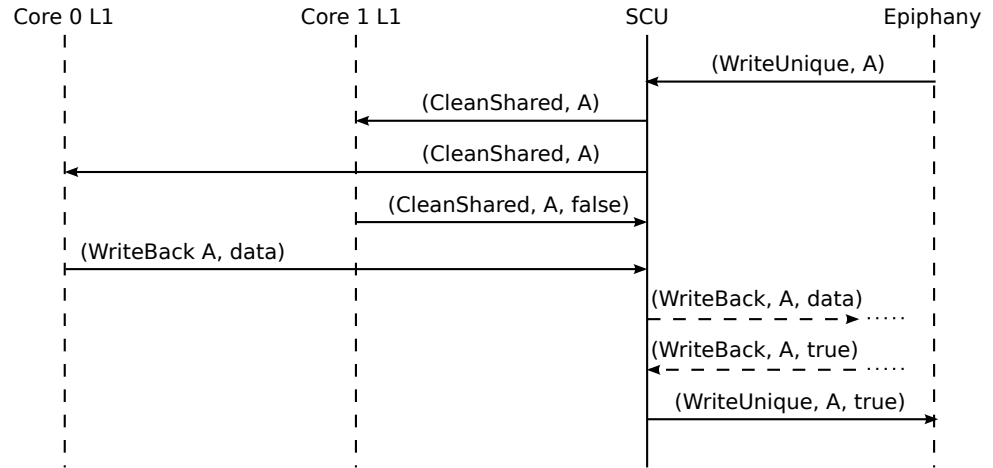 Core 0 L1 Core 1 L1 SCU Epiphany
(WriteUnique, A)
(CleanShared, A)
(CleanShared, A)
(CleanShared, A, false)
(WriteBack A, data)
(WriteBack, A, data)
(WriteBack, A, true)
(WriteUnique, A, true)